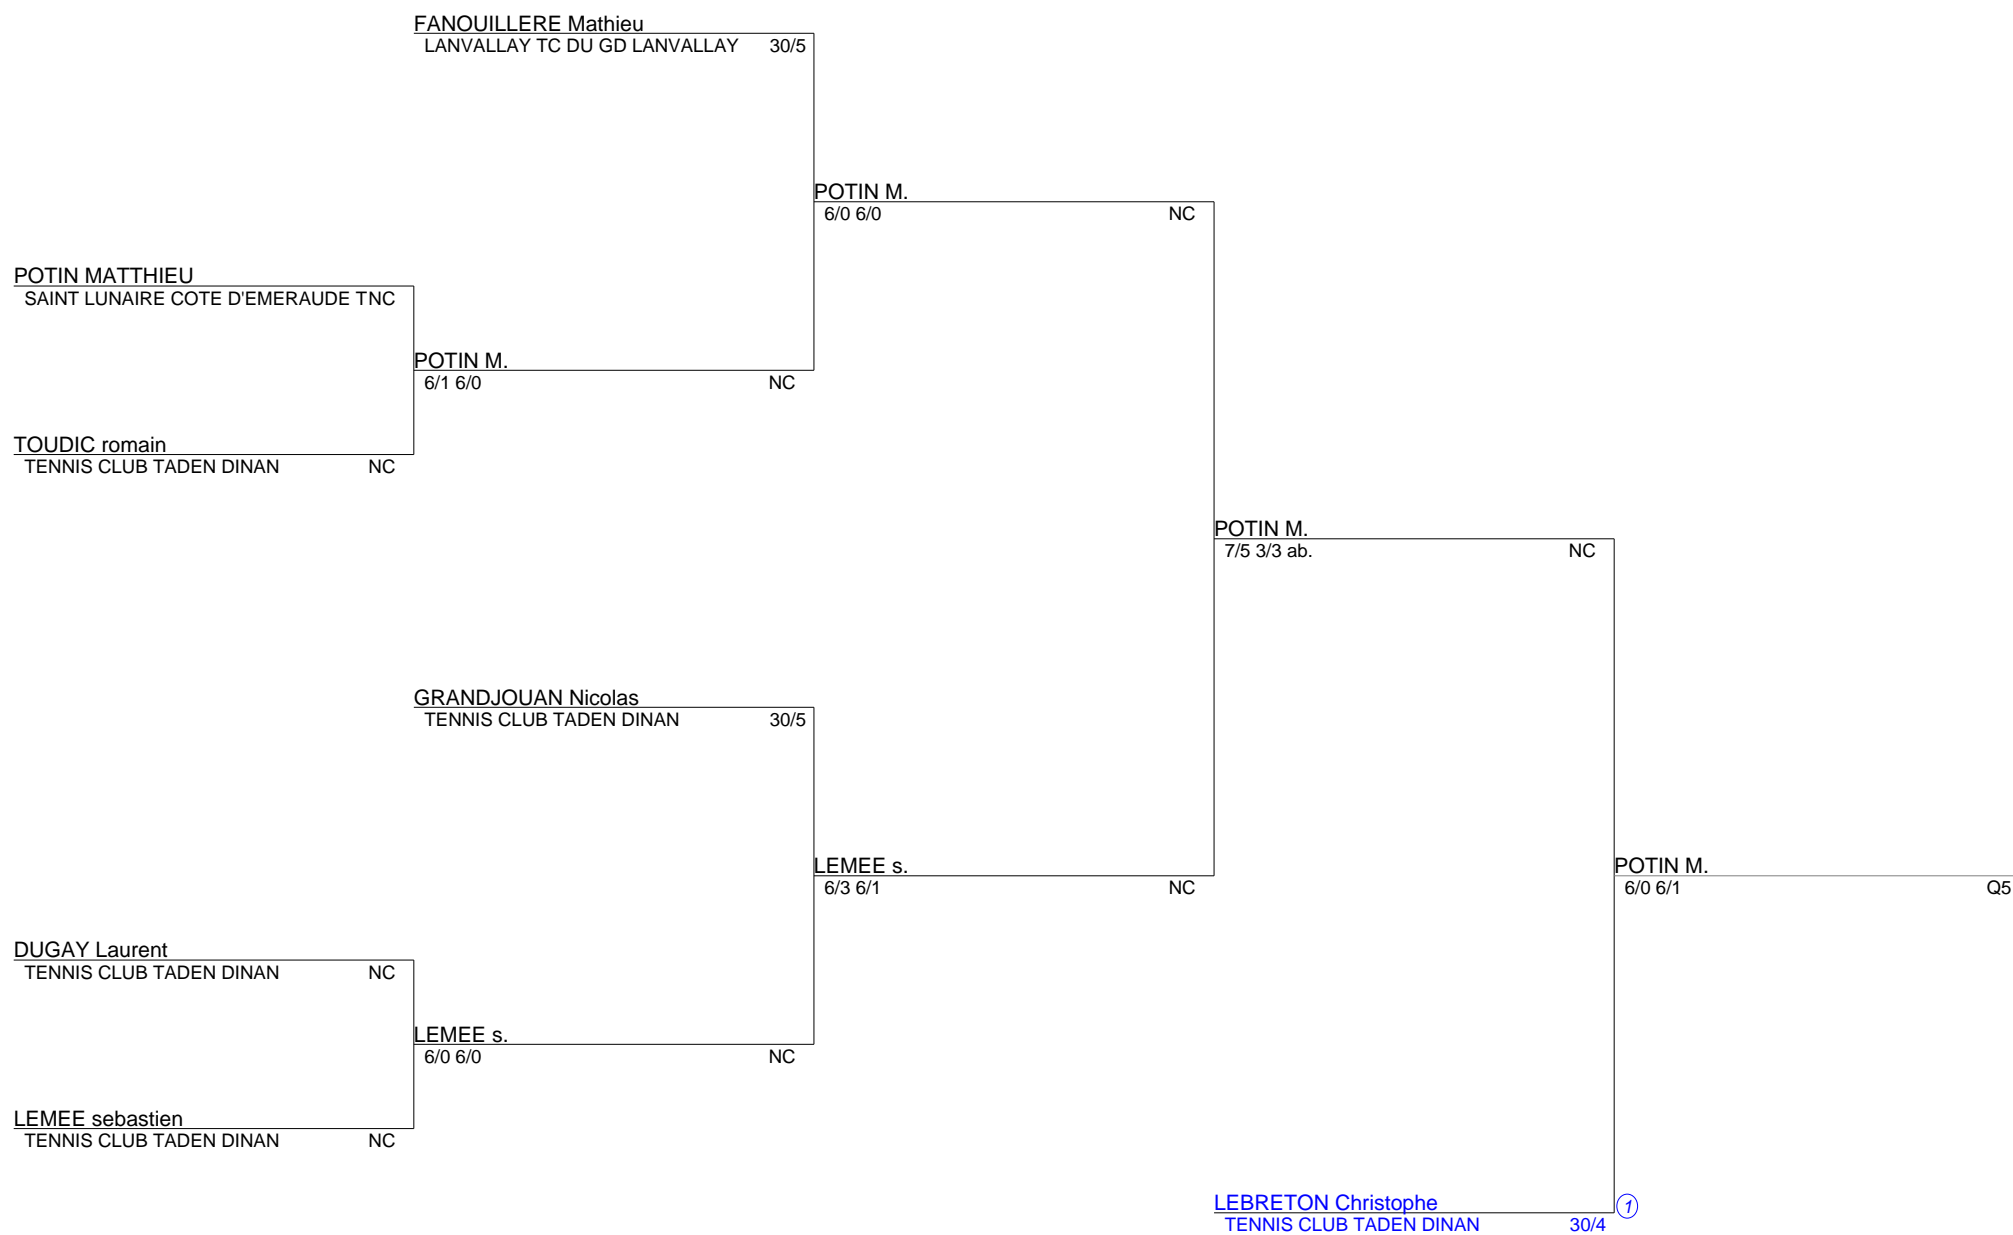 FANOUILLERE Mathieu
LANVALLAY TC DU GD LANVALLAY 30/5
POTIN M.
6/0 6/0 NC
POTIN MATTHIEU
SAINT LUNAIRE COTE D'EMERAUDE TNC
POTIN M.
6/1 6/0 NC
TOUDIC romain
TENNIS CLUB TADEN DINAN NC
POTIN M.
7/5 3/3 ab. NC
GRANDJOUAN Nicolas
TENNIS CLUB TADEN DINAN 30/5
LEMEE s.
6/3 6/1 NC
POTIN M.
6/0 6/1 Q5
DUGAY Laurent
TENNIS CLUB TADEN DINAN NC
LEMEE s.
6/0 6/0 NC
LEMEE sebastien
TENNIS CLUB TADEN DINAN NC
LEBRETON Christophe 1
TENNIS CLUB TADEN DINAN 30/4